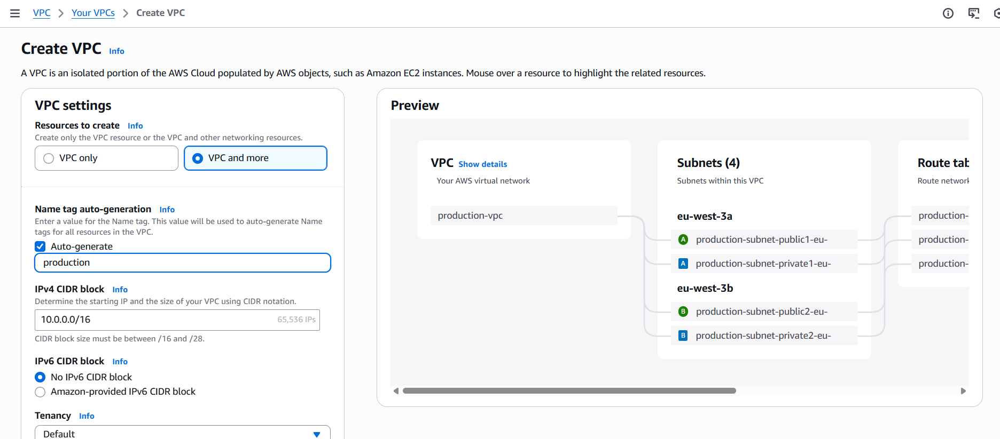 VPC
Your VPCs
Create VPC
Create VPC Info
A VPC is an isolated portion of the AWS Cloud populated by AWS objects, such as Amazon EC2 instances. Mouse over a resource to highlight the related resources.
VPC settings
Resources to create Info
Create only the VPC resource or the VPC and other networking resources.
VPC only
VPC and more
Name tag auto-generation Info
Enter a value for the Name tag. This value will be used to auto-generate Name
tags for all resources in the VPC.
Auto-generate
production
IPv4 CIDR block Info
Determine the starting IP and the size of your VPC using CIDR notation.
10.0.0.0/16 65,536 IPs
CIDR block size must be between /16 and /28.
IPv6 CIDR block Info
No IPv6 CIDR block
Amazon-provided IPv6 CIDR block
Tenancy Info
Default
Preview
VPC Show details
Your AWS virtual network
production-vpc
Subnets (4)
Subnets within this VPC
eu-west-3a
A production-subnet-public1-eu-
A production-subnet-private1-eu-
eu-west-3b
B production-subnet-public2-eu-
B production-subnet-private2-eu-
Route tab
Route network
production-
production-
production-